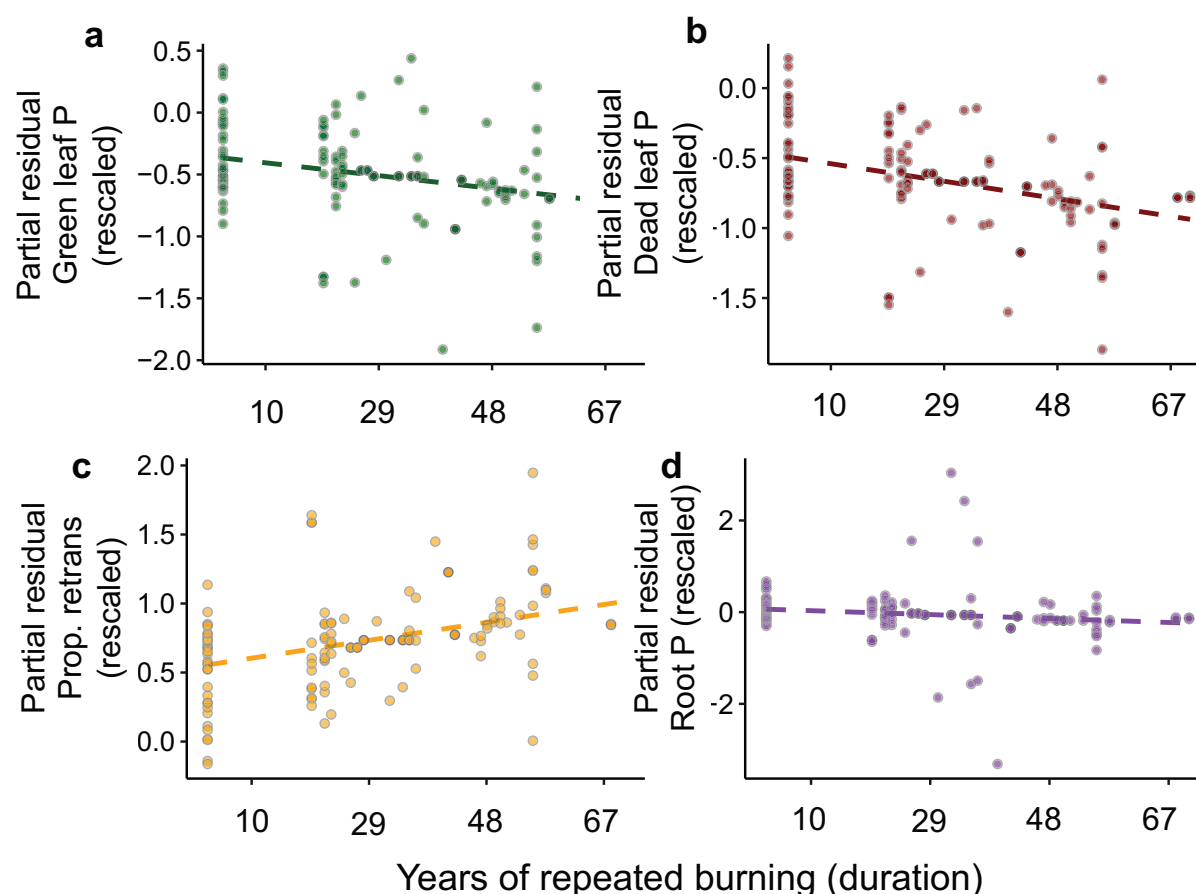 a
Partial residual
Green leaf P
(rescaled)
0.5
0.0
−0.5
−1.0
−1.5
−2.0
10 29 48 67
b
Partial residual
Dead leaf P
(rescaled)
0.0
-0.5
-1.0
-1.5
10 29 48 67
c
Partial residual
Prop. retrans
(rescaled)
2.0
1.5
1.0
0.5
0.0
10 29 48 67
d
Partial residual
Root P (rescaled)
2
0
-2
10 29 48 67
Years of repeated burning (duration)